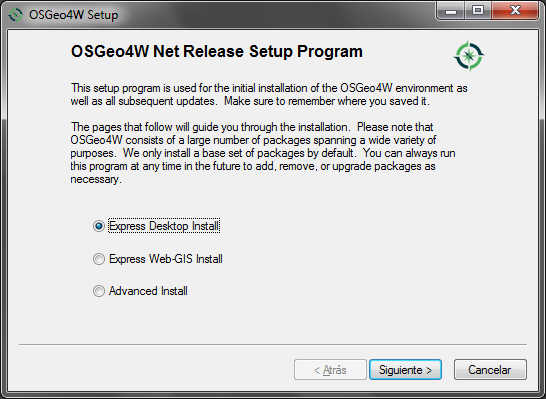 OSGeo4W Setup
OSGeo4W Net Release Setup Program
This setup program is used for the initial installation of the OSGeo4W environment as
well as all subsequent updates.  Make sure to remember where you saved it.
The pages that follow will guide you through the installation.  Please note that
OSGeo4W consists of a large number of packages spanning a wide variety of
purposes.  We only install a base set of packages by default.  You can always run
this program at any time in the future to add, remove, or upgrade packages as
necessary.
Express Desktop Install
Express Web-GIS Install
Advanced Install
< Atrás Siguiente > Cancelar